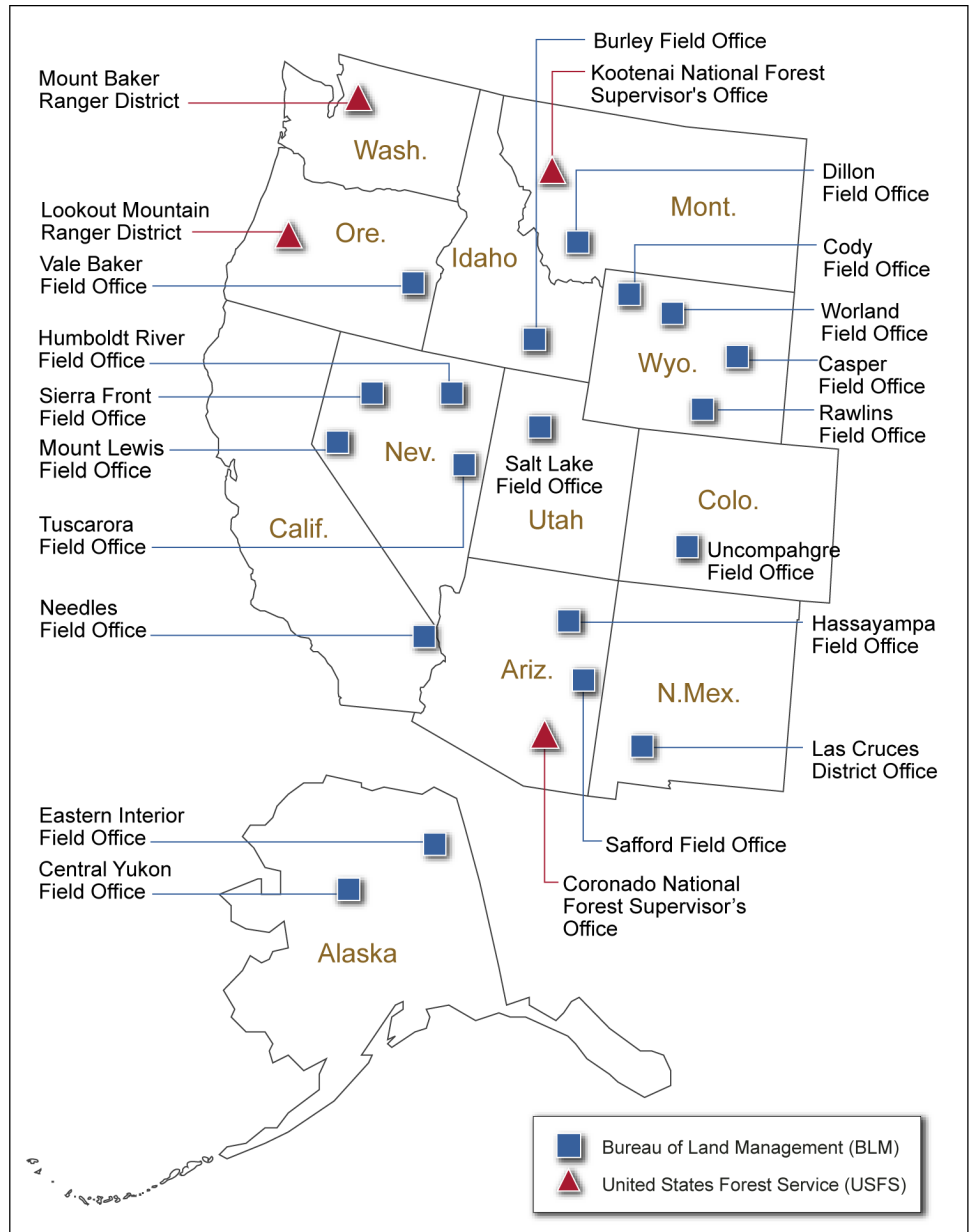 Burley Field Office
Mount Baker
Ranger District
Kootenai National Forest
Supervisor's Office
Wash.
Dillon
Field Office
Mont.
Lookout Mountain
Ranger District
Ore.
Idaho
Cody
Field Office
Vale Baker
Field Office
Worland
Field Office
Humboldt River
Field Office
Wyo.
Casper
Field Office
Sierra Front
Field Office
Rawlins
Field Office
Mount Lewis
Field Office
Nev.
Salt Lake
Field Office
Utah
Colo.
Calif.
Tuscarora
Field Office
Uncompahgre
Field Office
Needles
Field Office
Hassayampa
Field Office
Ariz.
N.Mex.
Las Cruces
District Office
Eastern Interior
Field Office
Safford Field Office
Central Yukon
Field Office
Coronado National
Forest Supervisor’s
Office
Alaska
Bureau of Land Management (BLM)
United States Forest Service (USFS)